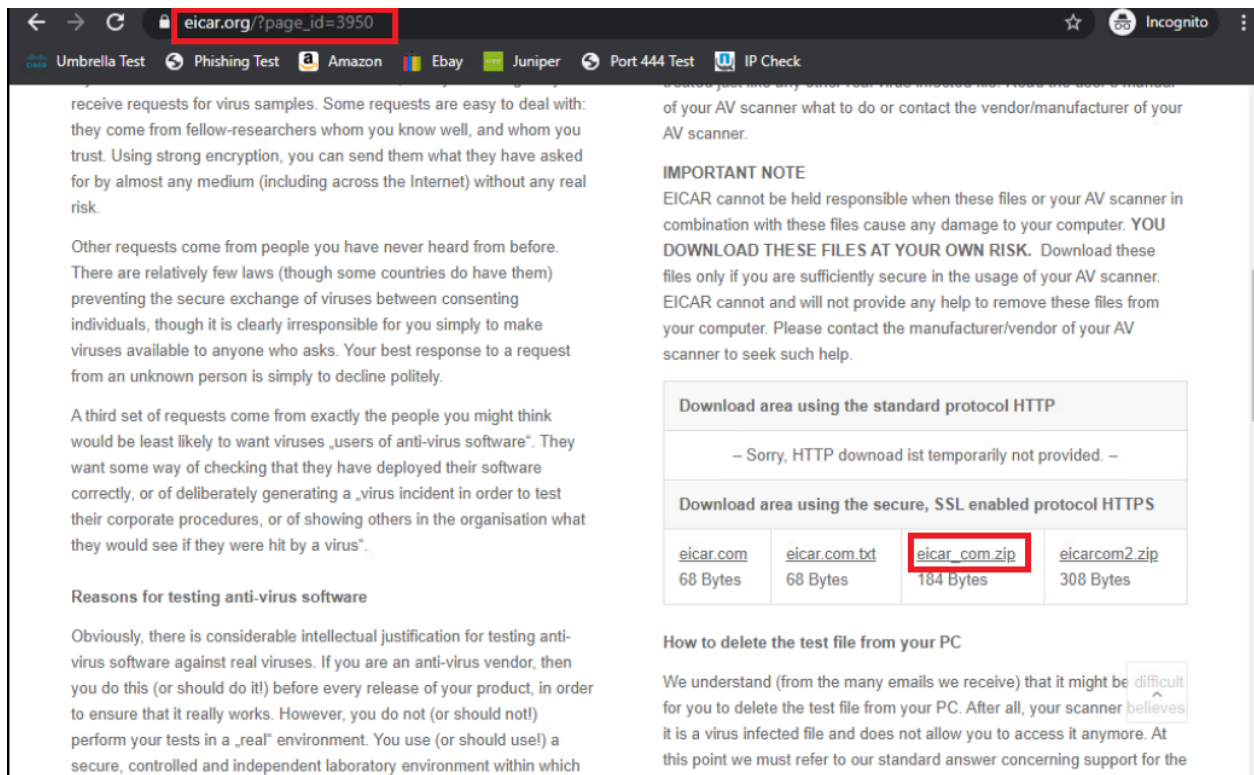 eicar.org/?page_id=3950
Incognito
Umbrella Test
Phishing Test
Amazon
Ebay
Juniper
Port 444 Test
IP Check
receive requests for virus samples. Some requests are easy to deal with:
they come from fellow-researchers whom you know well, and whom you
trust. Using strong encryption, you can send them what they have asked
for by almost any medium (including across the Internet) without any real
risk.
Other requests come from people you have never heard from before.
There are relatively few laws (though some countries do have them)
preventing the secure exchange of viruses between consenting
individuals, though it is clearly irresponsible for you simply to make
viruses available to anyone who asks. Your best response to a request
from an unknown person is simply to decline politely.
A third set of requests come from exactly the people you might think
would be least likely to want viruses „users of anti-virus software“. They
want some way of checking that they have deployed their software
correctly, or of deliberately generating a „virus incident in order to test
their corporate procedures, or of showing others in the organisation what
they would see if they were hit by a virus“.
Reasons for testing anti-virus software
Obviously, there is considerable intellectual justification for testing anti-
virus software against real viruses. If you are an anti-virus vendor, then
you do this (or should do it!) before every release of your product, in order
to ensure that it really works. However, you do not (or should not!)
perform your tests in a „real“ environment. You use (or should use!) a
secure, controlled and independent laboratory environment within which
of your AV scanner what to do or contact the vendor/manufacturer of your
AV scanner.
IMPORTANT NOTE
EICAR cannot be held responsible when these files or your AV scanner in
combination with these files cause any damage to your computer. YOU
DOWNLOAD THESE FILES AT YOUR OWN RISK. Download these
files only if you are sufficiently secure in the usage of your AV scanner.
EICAR cannot and will not provide any help to remove these files from
your computer. Please contact the manufacturer/vendor of your AV
scanner to seek such help.
Download area using the standard protocol HTTP
– Sorry, HTTP downoad ist temporarily not provided. –
Download area using the secure, SSL enabled protocol HTTPS
eicar.com eicar.com.txt eicar_com.zip eicarcom2.zip
68 Bytes 68 Bytes 184 Bytes 308 Bytes
How to delete the test file from your PC
We understand (from the many emails we receive) that it might be difficult
for you to delete the test file from your PC. After all, your scanner believes
it is a virus infected file and does not allow you to access it anymore. At
this point we must refer to our standard answer concerning support for the